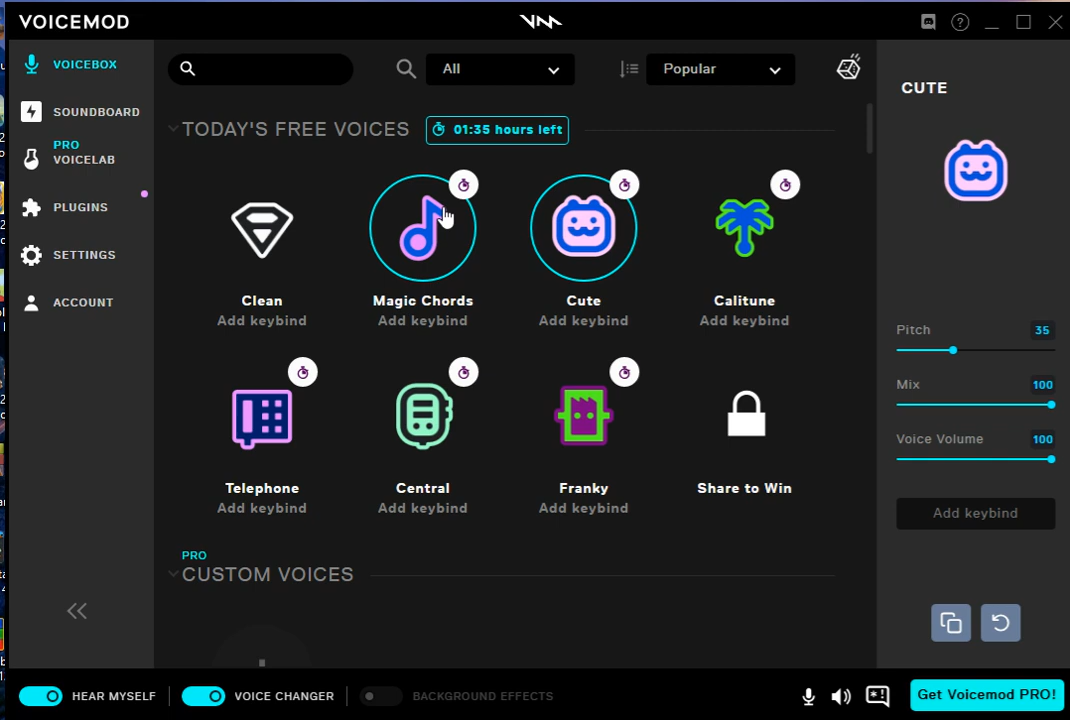 VOICEMOD
VOICEBOX
SOUNDBOARD
PRO
VOICELAB
PLUGINS
SETTINGS
ACCOUNT
All
Popular
TODAY'S FREE VOICES
01:35 hours left
Clean
Add keybind
Magic Chords
Add keybind
Cute
Add keybind
Calitune
Add keybind
Telephone
Add keybind
Central
Add keybind
Franky
Add keybind
Share to Win
PRO
CUSTOM VOICES
CUTE
Pitch 35
Mix 100
Voice Volume 100
Add keybind
HEAR MYSELF
VOICE CHANGER
BACKGROUND EFFECTS
Get Voicemod PRO!